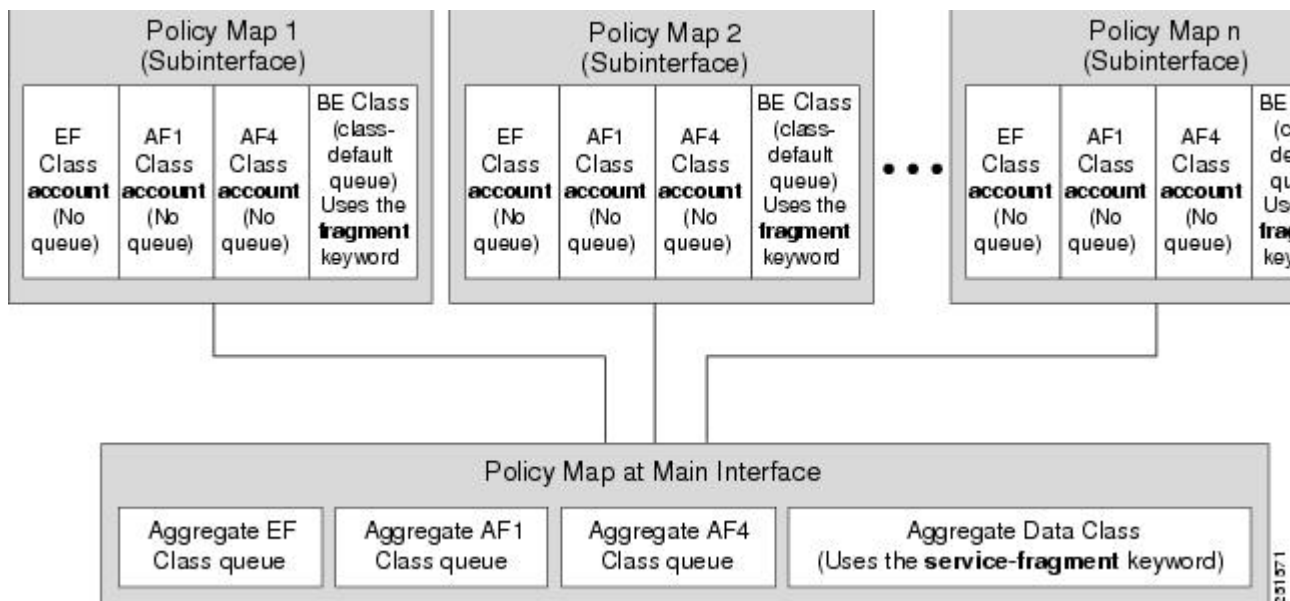 Policy Map 1
(Subinterface)
EF
Class
account
(No
queue)
AF1
Class
account
(No
queue)
AF4
Class
account
(No
queue)
BE Class
(class-
default
queue)
Uses the
fragment
keyword
Policy Map 2
(Subinterface)
EF
Class
account
(No
queue)
AF1
Class
account
(No
queue)
AF4
Class
account
(No
queue)
BE Class
(class-
default
queue)
Uses the
fragment
keyword
Policy Map n
(Subinterface)
EF
Class
account
(No
queue)
AF1
Class
account
(No
queue)
AF4
Class
account
(No
queue)
BE
Policy Map at Main Interface
Aggregate EF
Class queue
Aggregate AF1
Class queue
Aggregate AF4
Class queue
Aggregate Data Class
(Uses the service-fragment keyword)
251571